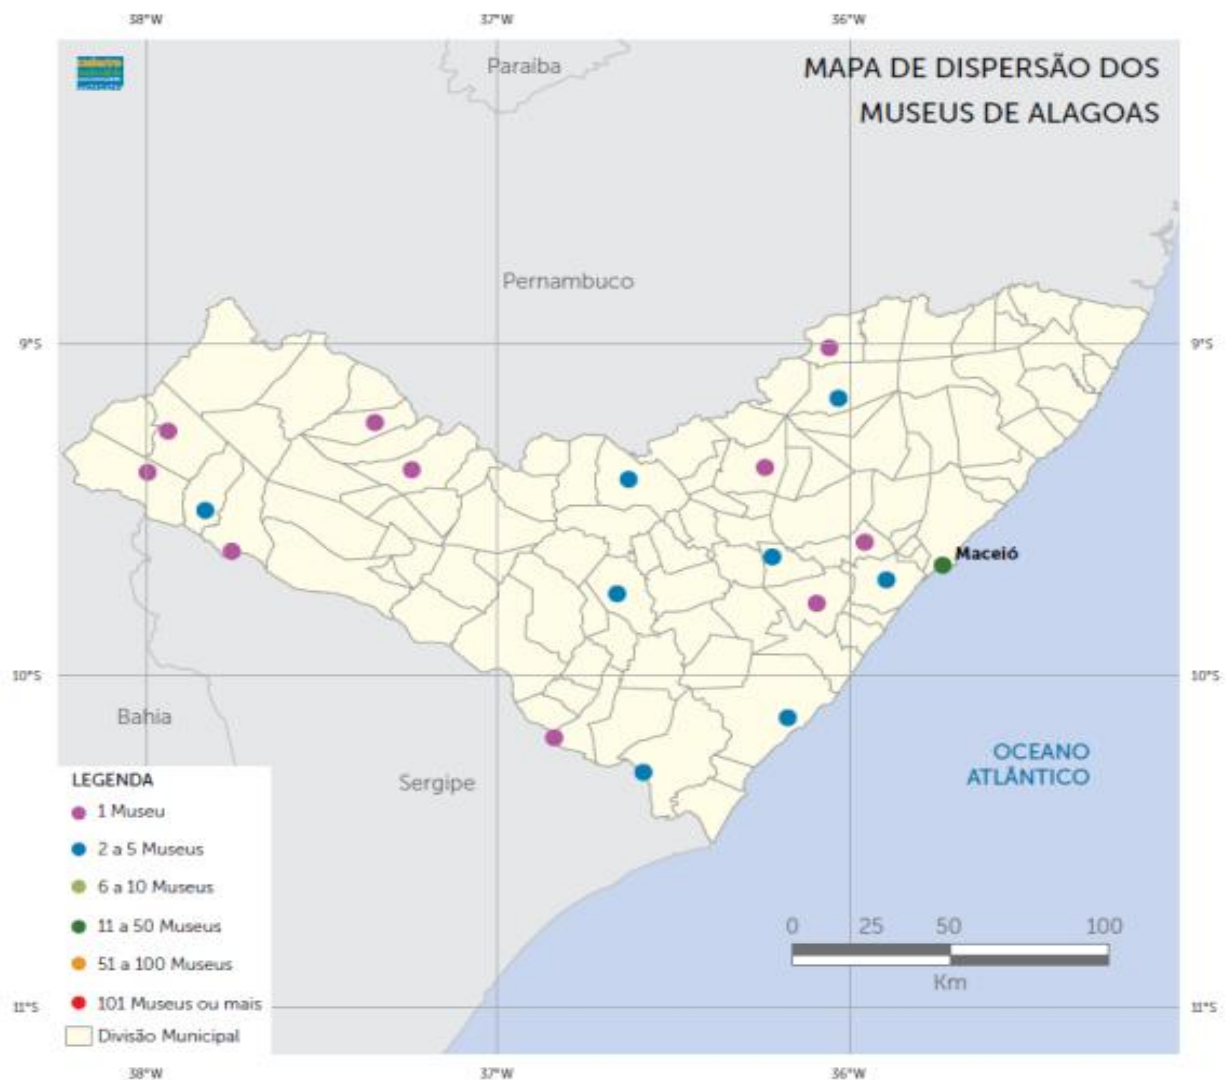 38°W 37°W 36°W
Paraíba
MAPA DE DISPERSÃO DOS
MUSEUS DE ALAGOAS
Pernambuco
9°S 9°S
Maceió
10°S 10°S
Bahia
Sergipe
OCEANO
ATLÂNTICO
LEGENDA
1 Museu
2 a 5 Museus
6 a 10 Museus
11 a 50 Museus
51 a 100 Museus
101 Museus ou mais
Divisão Municipal
0 25 50 100
Km
11°S 11°S
38°W 37°W 36°W